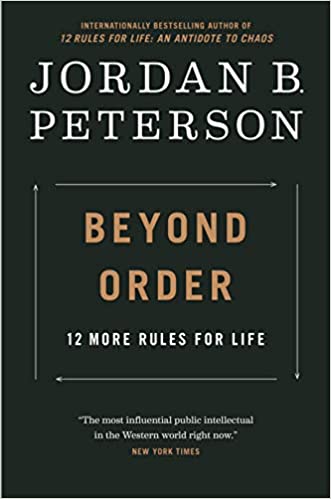 INTERNATIONALLY BESTSELLING AUTHOR OF
12 RULES FOR LIFE: AN ANTIDOTE TO CHAOS
JORDAN B.
PETERSON
BEYOND
ORDER
12 MORE RULES FOR LIFE
"The most influential public intellectual
in the Western world right now."
NEW YORK TIMES